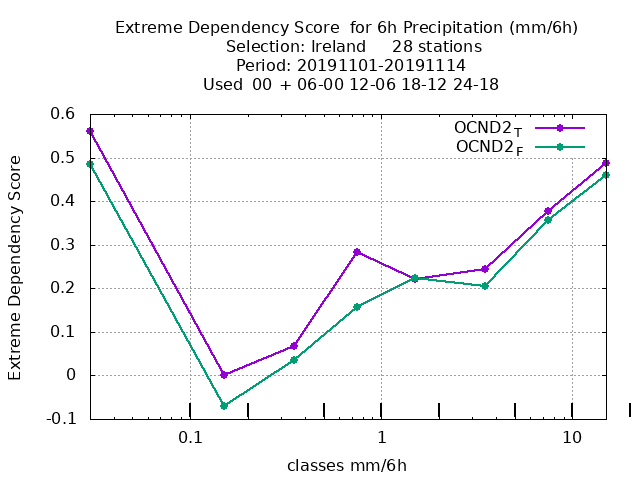 Extreme Dependency Score  for 6h Precipitation (mm/6h)
Selection: Ireland     28 stations
Period: 20191101-20191114
Used  00  + 06-00 12-06 18-12 24-18
OCND2T
OCND2F
0.6
0.5
0.4
0.3
0.2
0.1
0
-0.1
Extreme Dependency Score
0.1 1 10
classes mm/6h